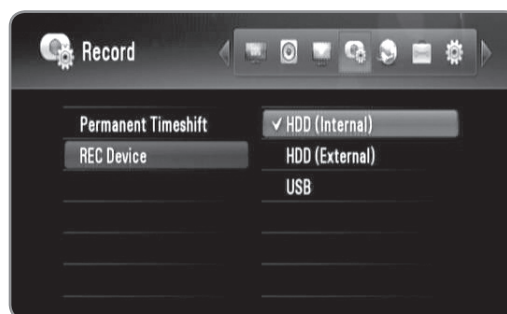 Record
Permanent Timeshift
✓ HDD (Internal)
REC Device
HDD (External)
USB